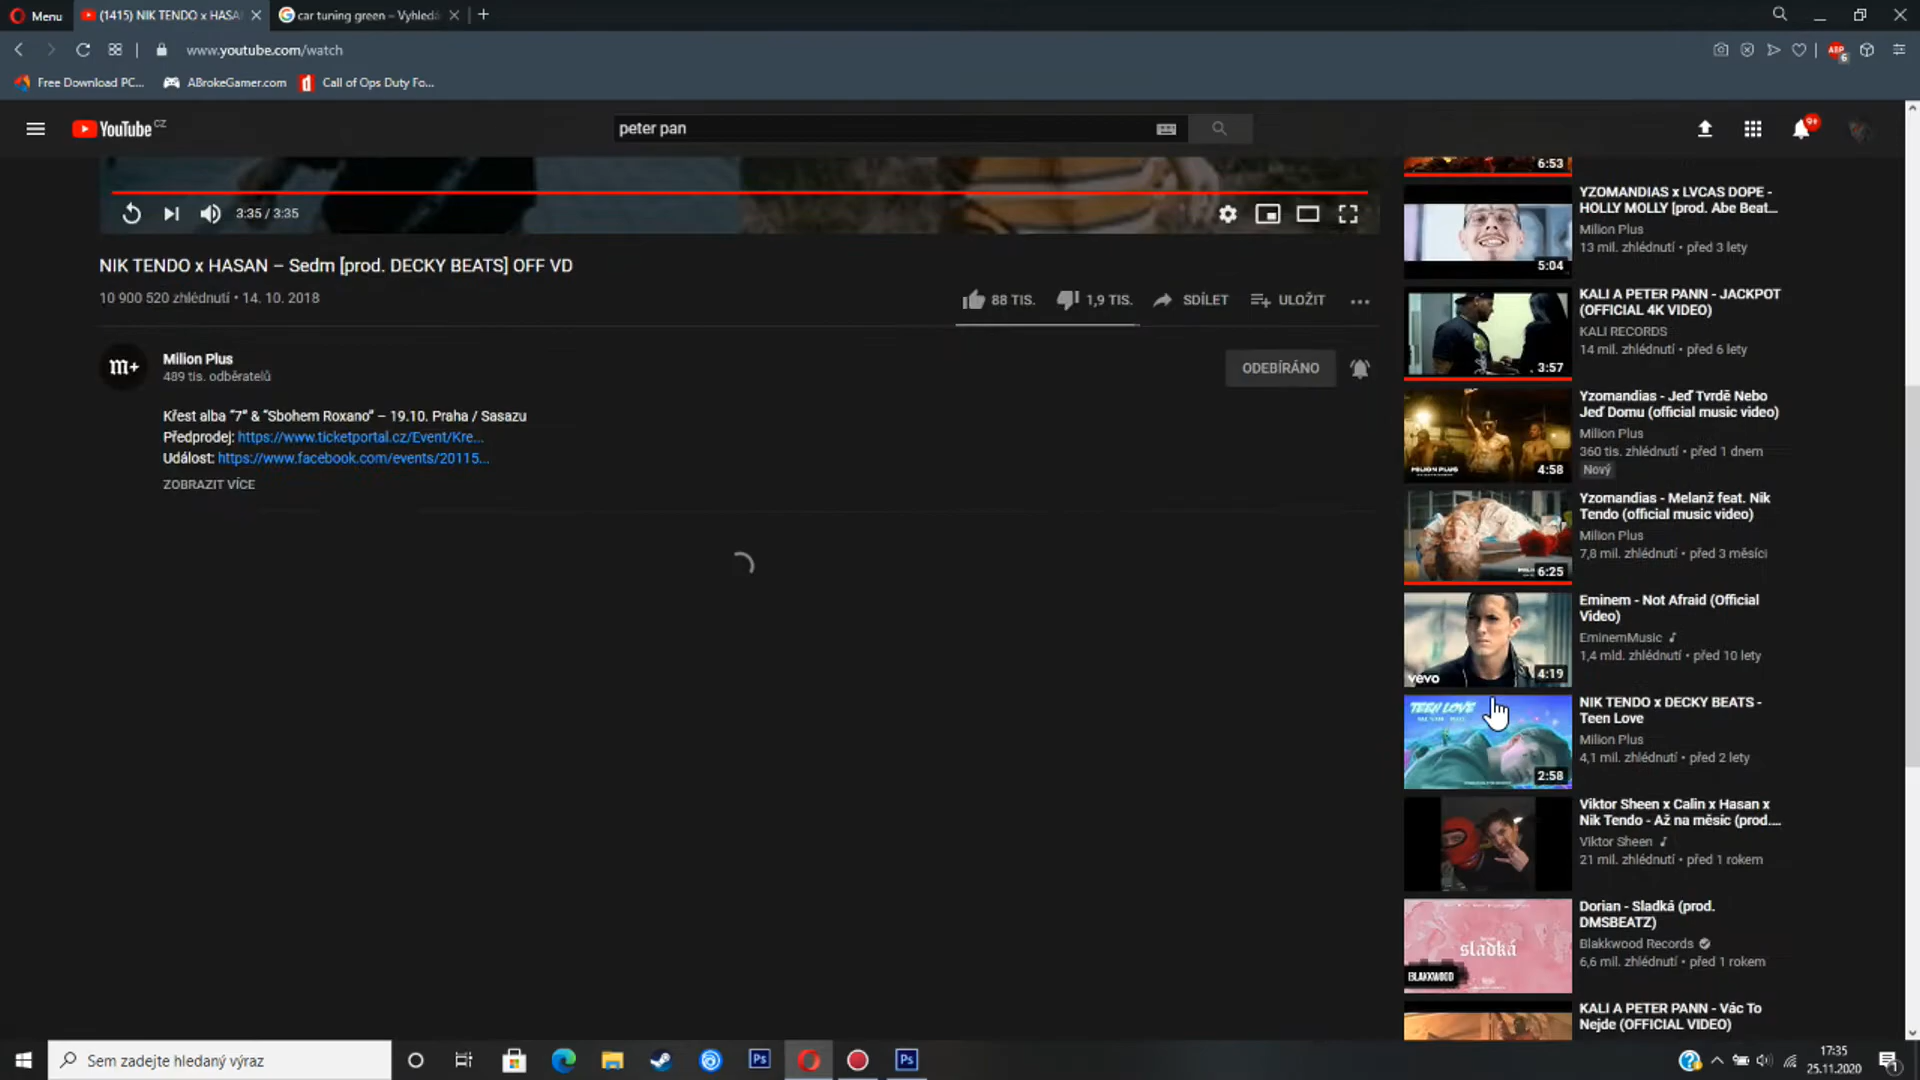 Menu
(1415) NIK TENDO x HASA
car tuning green – Vyhledá
www.youtube.com/watch
ABP
6
Free Download PC...
ABrokeGamer.com
Call of Ops Duty Fo...
YouTube CZ
peter pan
9+
6:53
3:35 / 3:35
NIK TENDO x HASAN – Sedm [prod. DECKY BEATS] OFF VD
10 900 520 zhlédnutí • 14. 10. 2018
88 TIS.
1,9 TIS.
SDÍLET
ULOŽIT
m+
Milion Plus
489 tis. odběratelů
ODEBÍRÁNO
Křest alba "7" & "Sbohem Roxano" – 19.10. Praha / Sasazu
Předprodej: https://www.ticketportal.cz/Event/Kre...
Událost: https://www.facebook.com/events/20115...
ZOBRAZIT VÍCE
YZOMANDIAS x LVCAS DOPE -
HOLLY MOLLY [prod. Abe Beat...
Milion Plus
13 mil. zhlédnutí • před 3 lety
5:04
KALI A PETER PANN - JACKPOT
(OFFICIAL 4K VIDEO)
KALI RECORDS
14 mil. zhlédnutí • před 6 lety
3:57
Yzomandias - Jeď Tvrdě Nebo
Jeď Domu (official music video)
Milion Plus
360 tis. zhlédnutí • před 1 dnem
Nový
MILION PLUS
4:58
Yzomandias - Melanž feat. Nik
Tendo (official music video)
Milion Plus
7,8 mil. zhlédnutí • před 3 měsíci
6:25
Eminem - Not Afraid (Official
Video)
EminemMusic
1,4 mld. zhlédnutí • před 10 lety
vevo
4:19
TEEN LOVE
NIK TENDO x DECKY BEATS -
Teen Love
Milion Plus
4,1 mil. zhlédnutí • před 2 lety
2:58
Viktor Sheen x Calin x Hasan x
Nik Tendo - Až na měsíc (prod....
Viktor Sheen
21 mil. zhlédnutí • před 1 rokem
Dorian - Sladká (prod.
DMSBEATZ)
Blakkwood Records
6,6 mil. zhlédnutí • před 1 rokem
sladká
BLAKKWOOD
KALI A PETER PANN - Vác To
Nejde (OFFICIAL VIDEO)
Sem zadejte hledaný výraz
Ps
Ps
17:35
25.11.2020
1